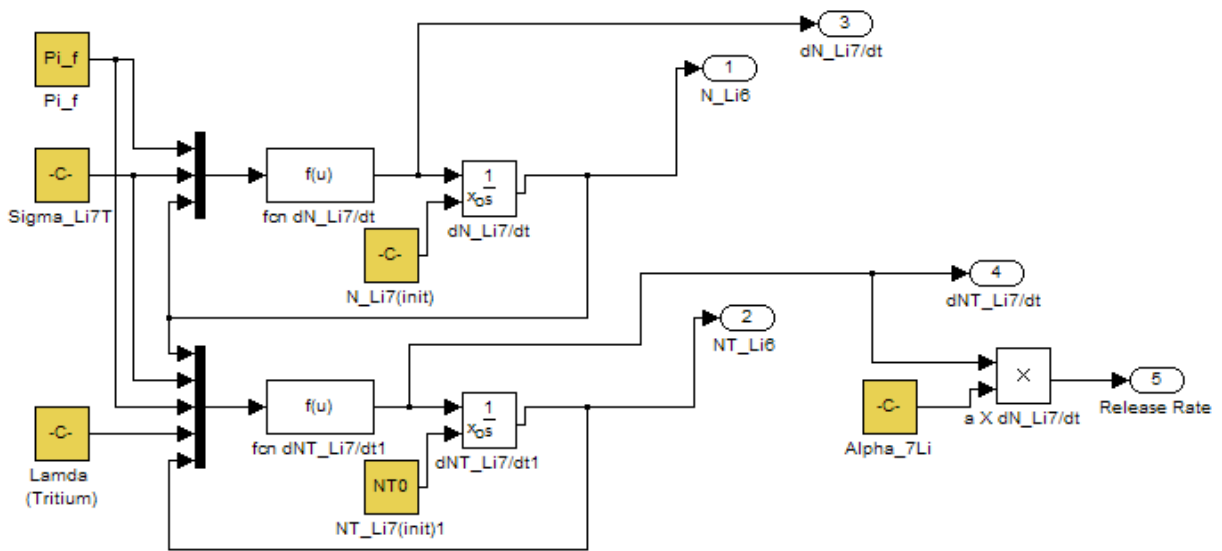 3
dN_Li7/dt
Pi_f
Pi_f
1
N_Li6
-C-
Sigma_Li7T
f(u)
fcn dN_Li7/dt
1
xo s
dN_Li7/dt
-C-
N_Li7(init)
4
dNT_Li7/dt
2
NT_Li6
f(u)
fcn dNT_Li7/dt1
1
xo s
dNT_Li7/dt1
×
a X dN_Li7/dt
5
Release Rate
-C-
Alpha_7Li
-C-
Lamda
(Tritium)
NT0
NT_Li7(init)1